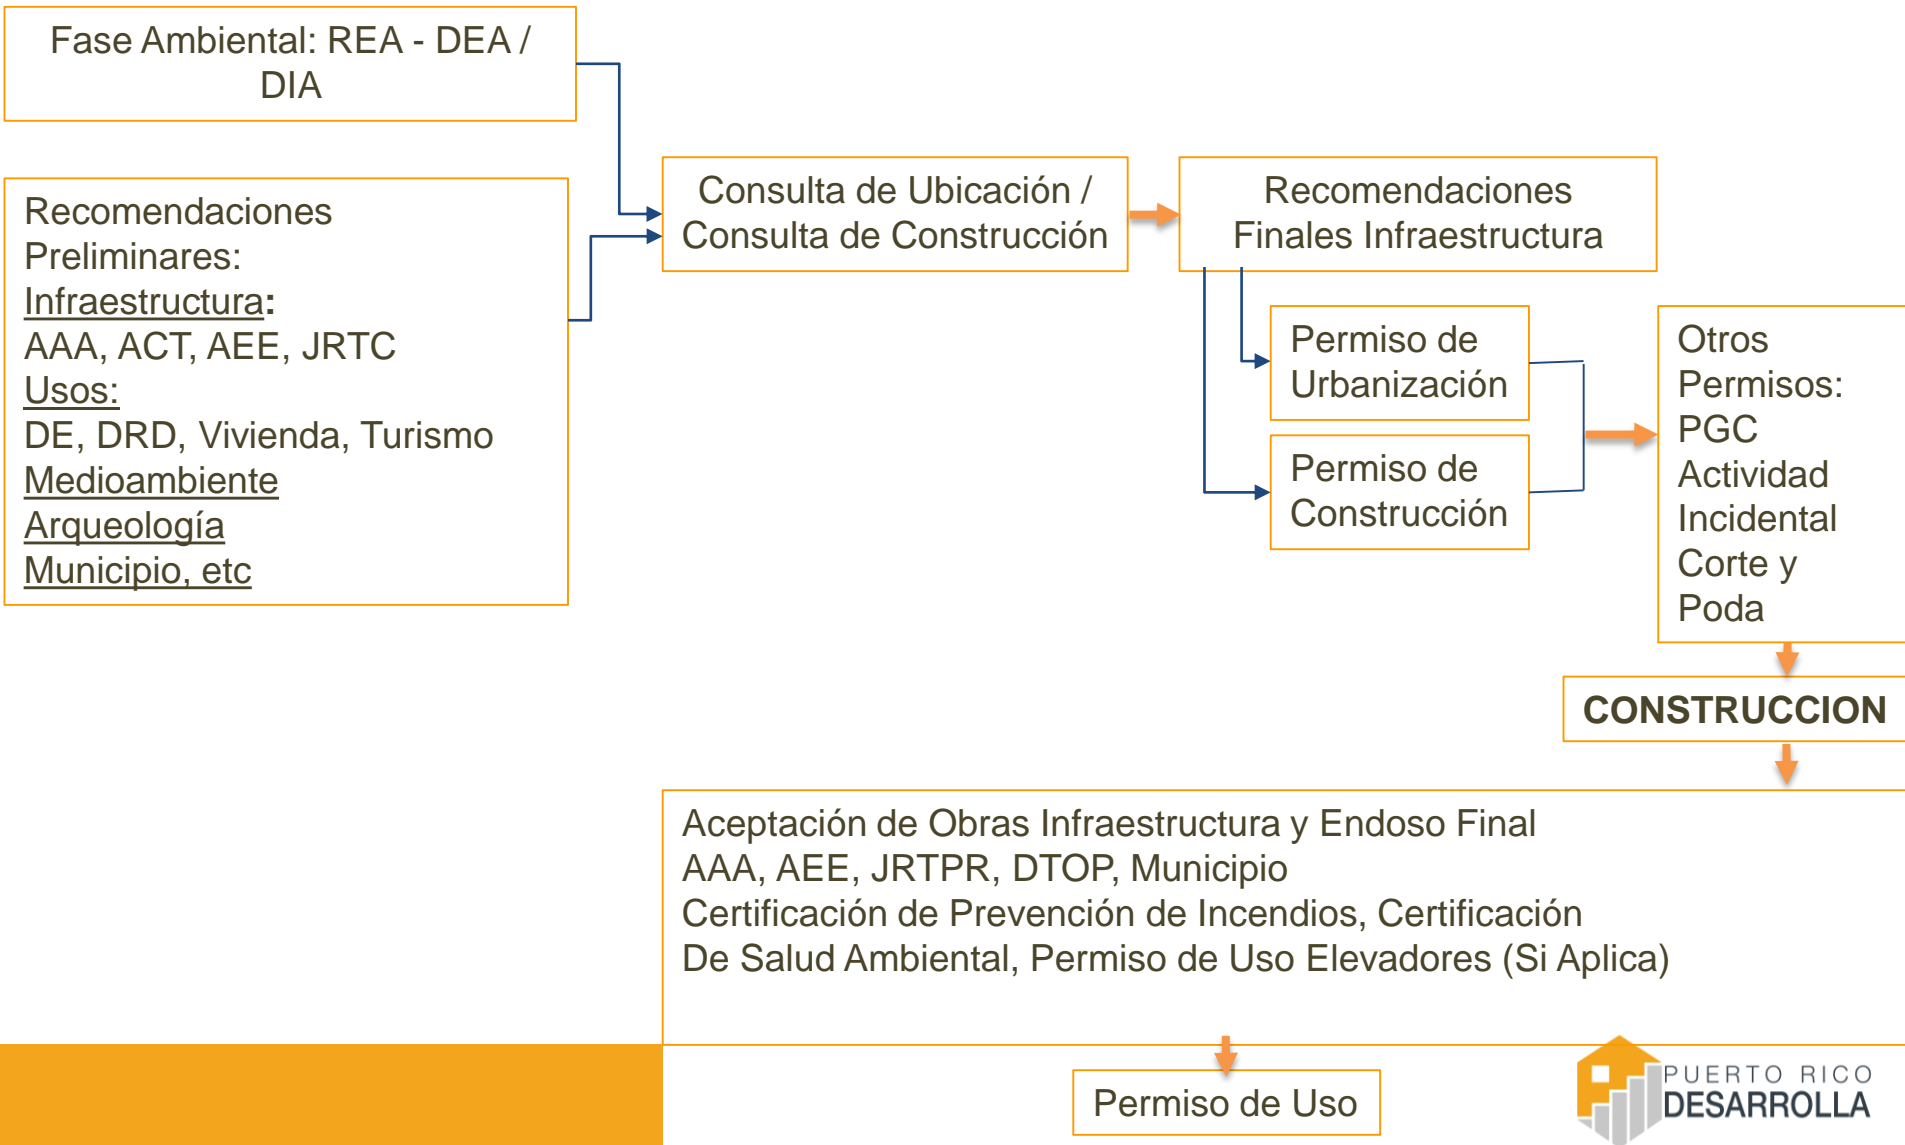 Fase Ambiental: REA - DEA /
DIA
Recomendaciones
Preliminares:
Infraestructura:
AAA, ACT, AEE, JRTC
Usos:
DE, DRD, Vivienda, Turismo
Medioambiente
Arqueología
Municipio, etc
Consulta de Ubicación /
Consulta de Construcción
Recomendaciones
Finales Infraestructura
Permiso de
Urbanización
Permiso de
Construcción
Otros
Permisos:
PGC
Actividad
Incidental
Corte y
Poda
CONSTRUCCION
Aceptación de Obras Infraestructura y Endoso Final
AAA, AEE, JRTPR, DTOP, Municipio
Certificación de Prevención de Incendios, Certificación
De Salud Ambiental, Permiso de Uso Elevadores (Si Aplica)
Permiso de Uso
PUERTO RICO
DESARROLLA